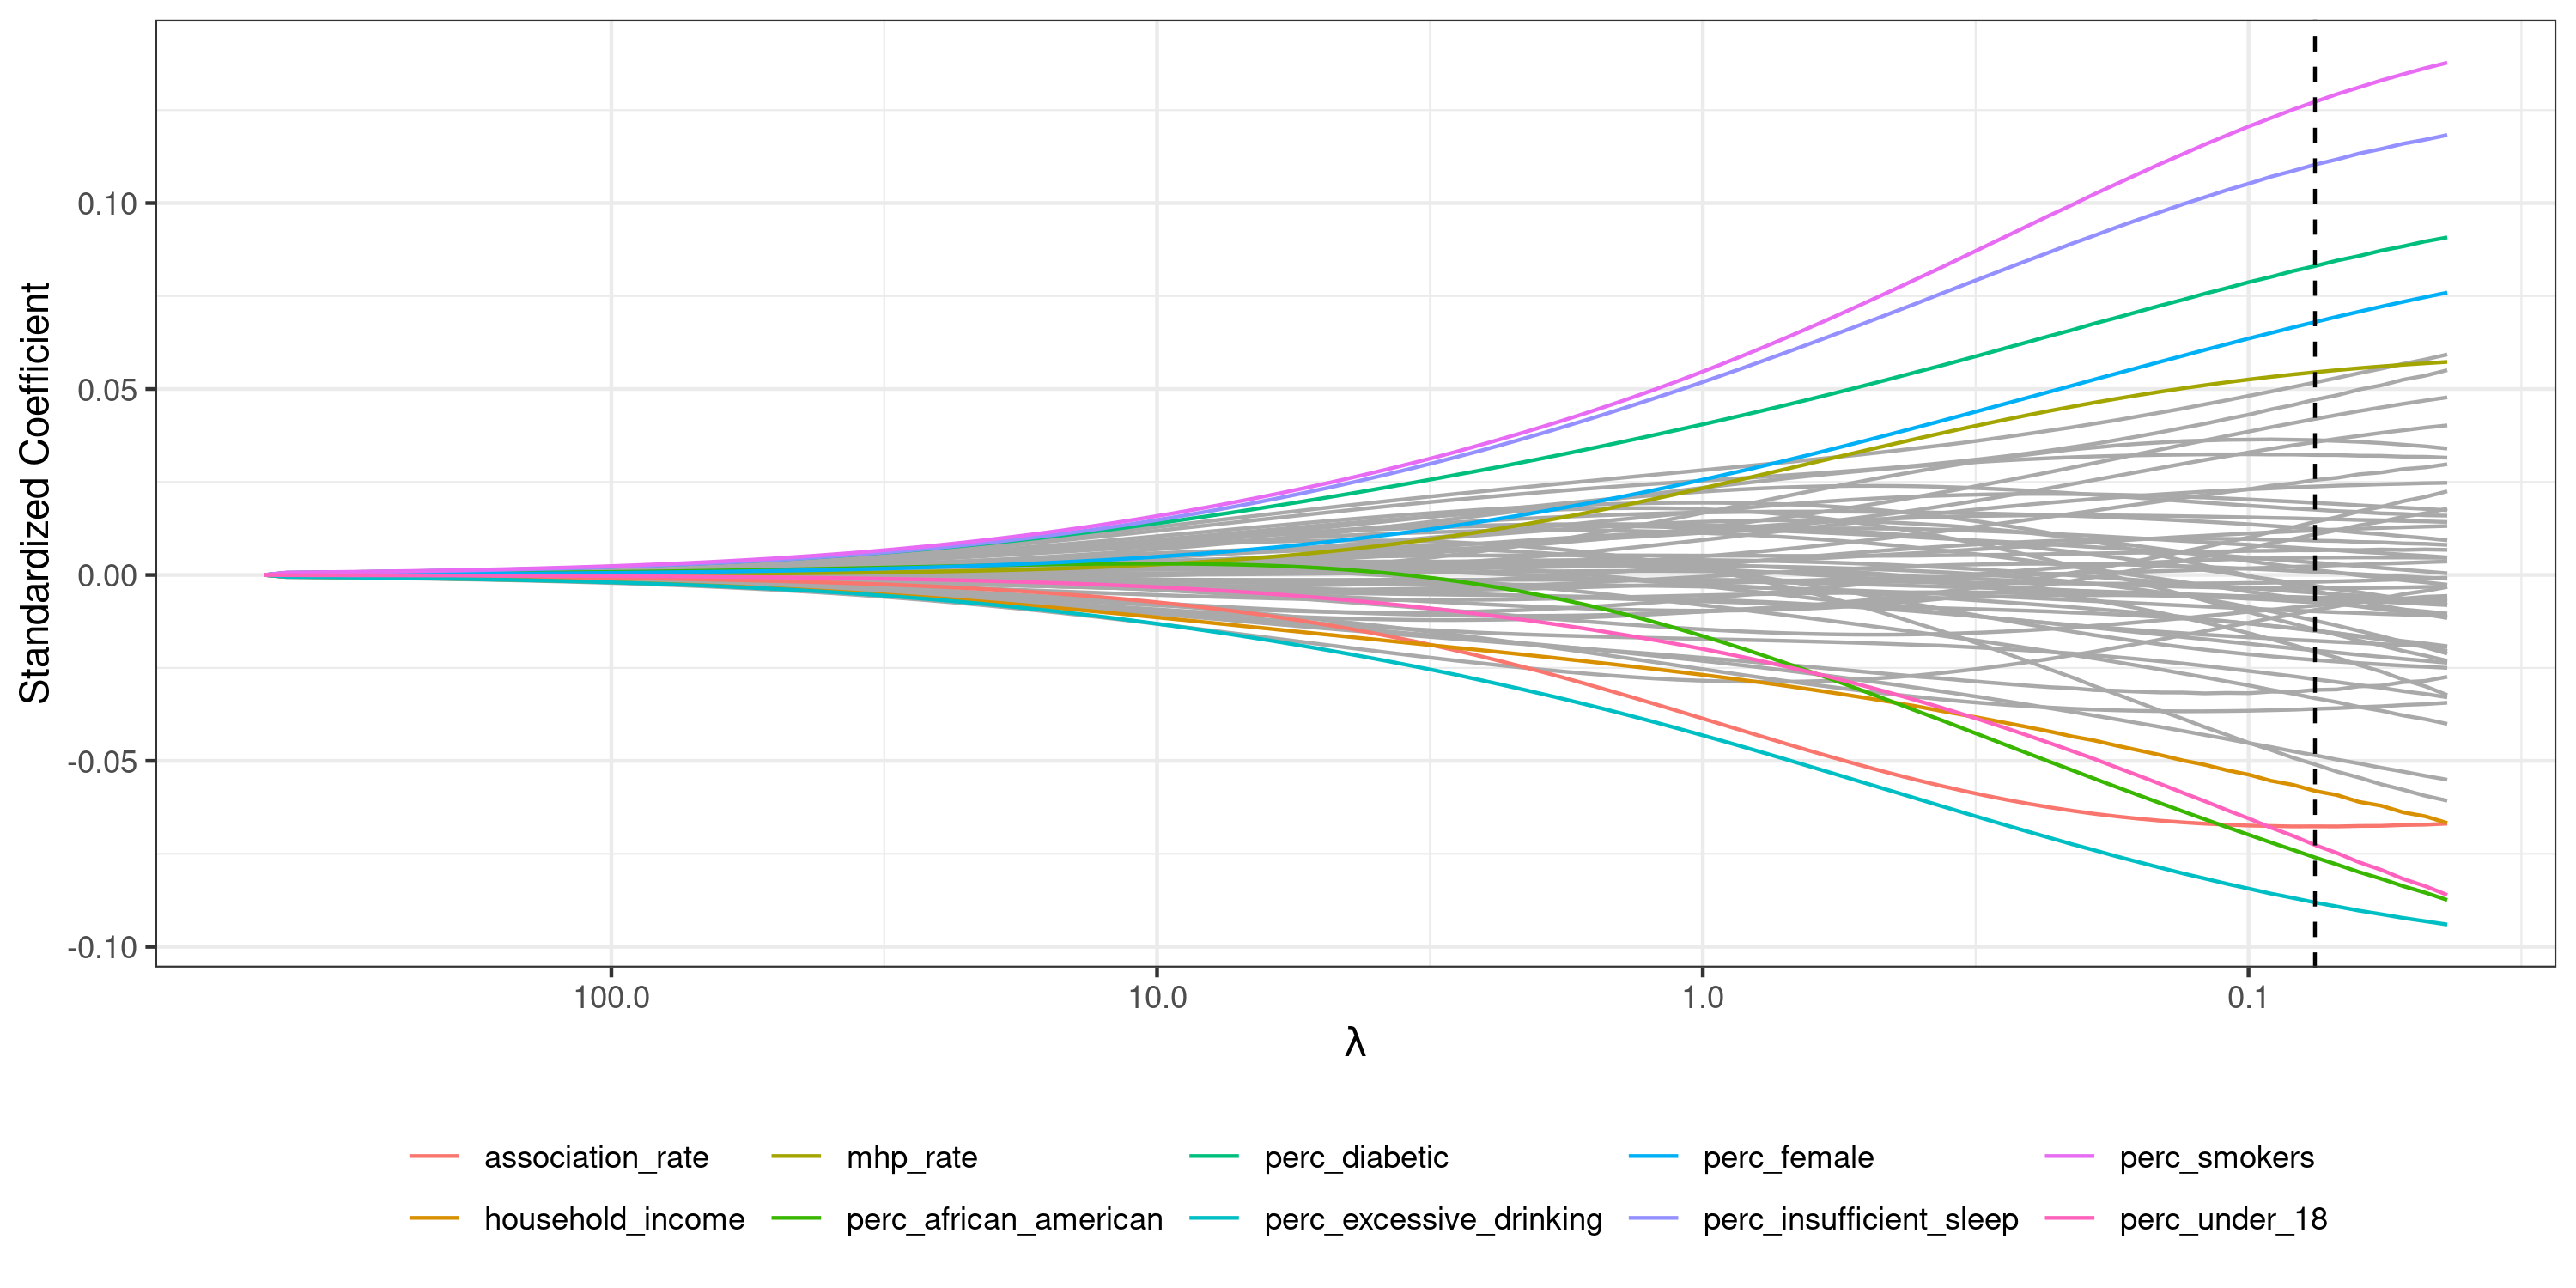 Standardized Coefficient
0.10
0.05
0.00
-0.05
-0.10
100.0 10.0 1.0 0.1
λ
association_rate mhp_rate perc_diabetic perc_female perc_smokers
household_income perc_african_american perc_excessive_drinking perc_insufficient_sleep perc_under_18